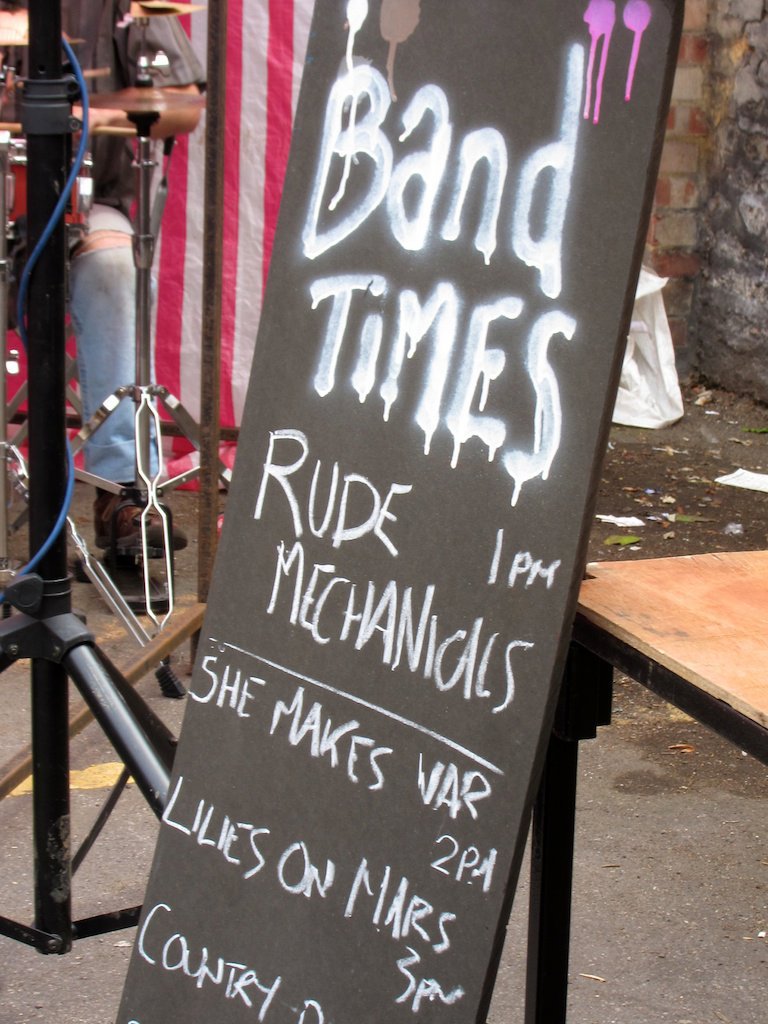 Band
TiMES
RUDE
1PM
MECHANICALS
SHE MAKES WAR
2PM
LILIES ON MARS
3PM
COUNTRY